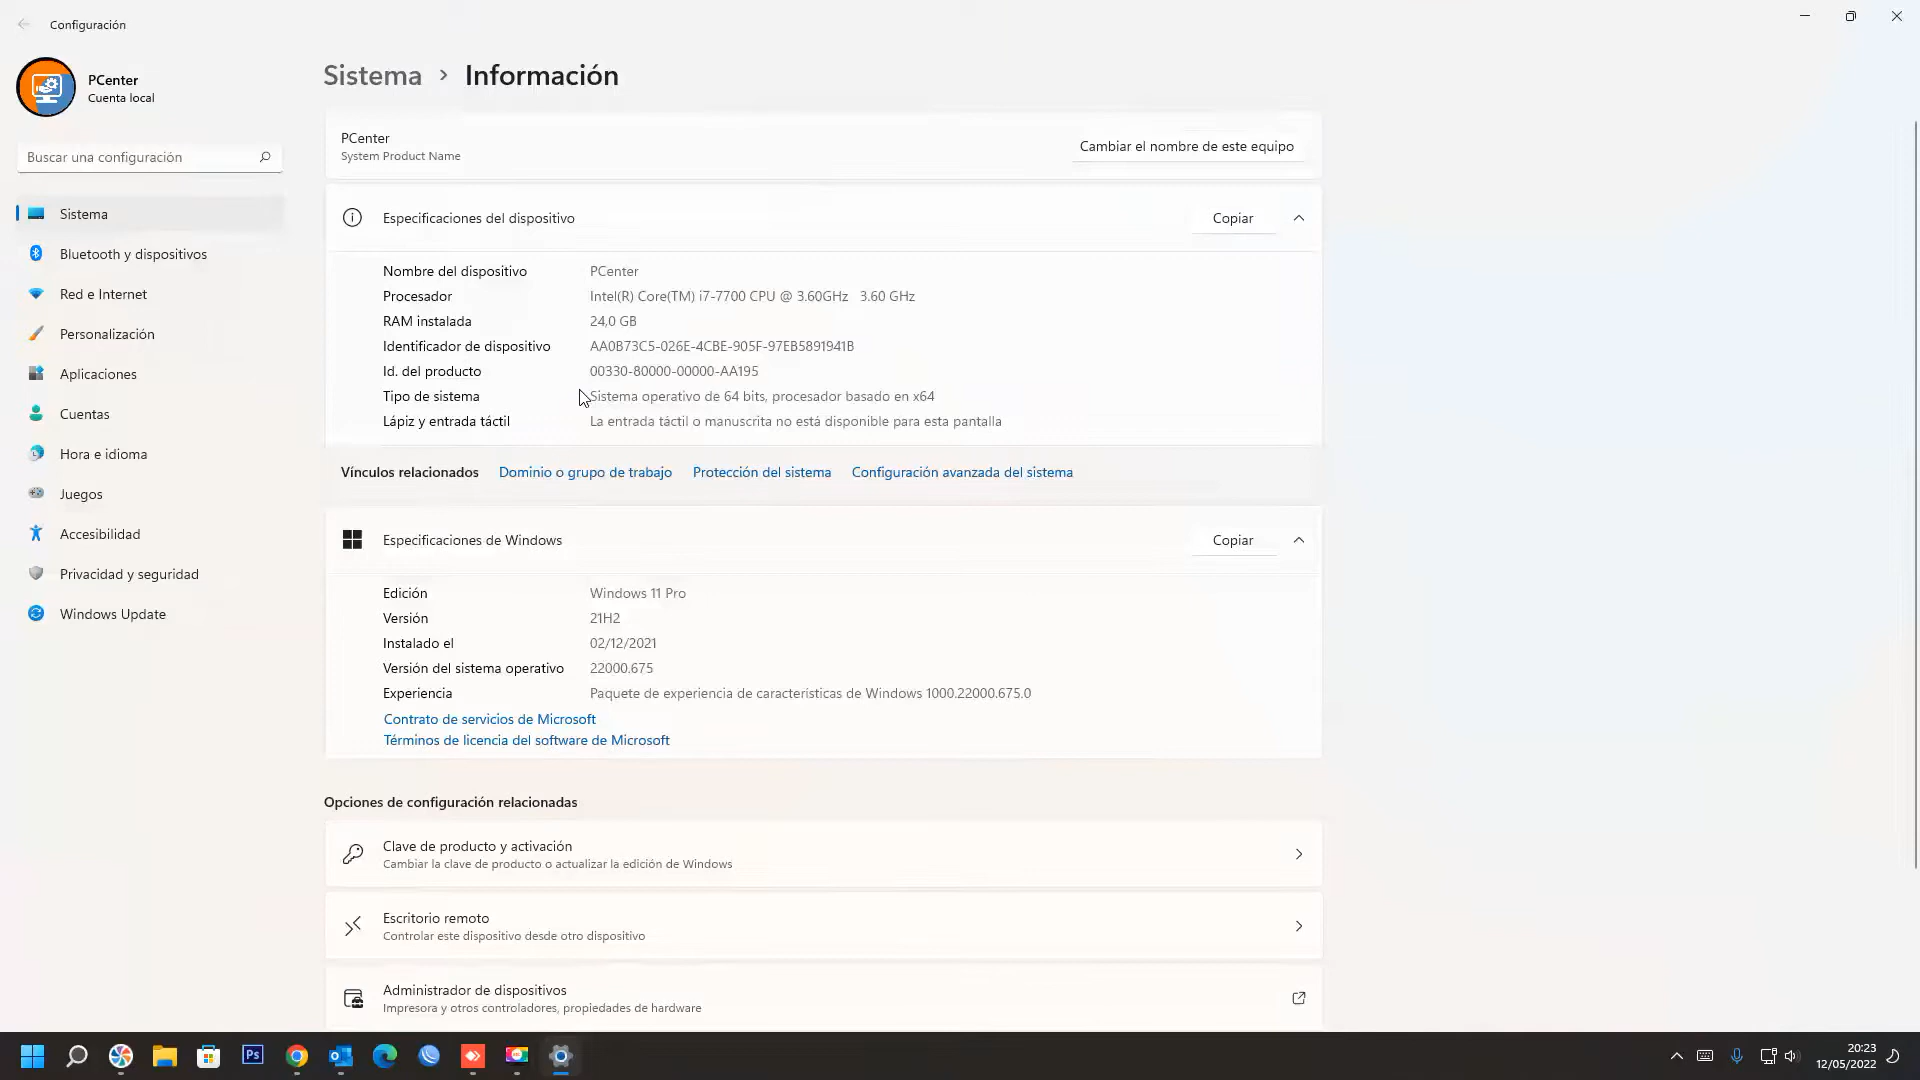 Configuración
PCenter
Cuenta local
Buscar una configuración
Sistema
Bluetooth y dispositivos
Red e Internet
Personalización
Aplicaciones
Cuentas
Hora e idioma
Juegos
Accesibilidad
Privacidad y seguridad
Windows Update
Sistema > Información
PCenter
System Product Name
Cambiar el nombre de este equipo
Especificaciones del dispositivo Copiar
Nombre del dispositivo PCenter
Procesador Intel(R) Core(TM) i7-7700 CPU @ 3.60GHz 3.60 GHz
RAM instalada 24,0 GB
Identificador de dispositivo AA0B73C5-026E-4CBE-905F-97EB5891941B
Id. del producto 00330-80000-00000-AA195
Tipo de sistema Sistema operativo de 64 bits, procesador basado en x64
Lápiz y entrada táctil La entrada táctil o manuscrita no está disponible para esta pantalla
Vínculos relacionados Dominio o grupo de trabajo Protección del sistema Configuración avanzada del sistema
Especificaciones de Windows Copiar
Edición Windows 11 Pro
Versión 21H2
Instalado el 02/12/2021
Versión del sistema operativo 22000.675
Experiencia Paquete de experiencia de características de Windows 1000.22000.675.0
Contrato de servicios de Microsoft
Términos de licencia del software de Microsoft
Opciones de configuración relacionadas
Clave de producto y activación
Cambiar la clave de producto o actualizar la edición de Windows
Escritorio remoto
Controlar este dispositivo desde otro dispositivo
Administrador de dispositivos
Impresora y otros controladores, propiedades de hardware
Ps
20:23
12/05/2022